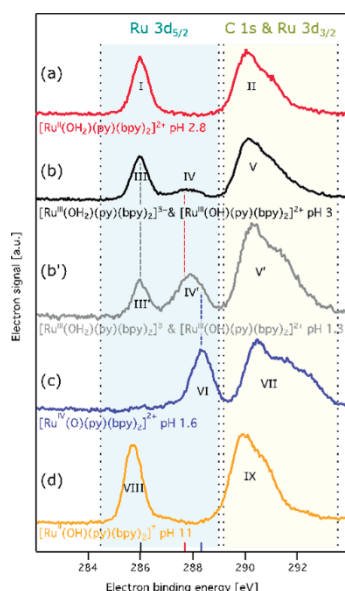 Ru 3d5/2 C 1s & Ru 3d3/2
(a)
I
II
[RuII(OH2)(py)(bpy)2]2+ pH 2.8
(b)
III
IV
V
[RuIII(OH2)(py)(bpy)2]3+ & [RuIII(OH)(py)(bpy)2]2+ pH 3
(b')
III'
IV'
V'
[RuIII(OH2)(py)(bpy)2]3 & [RuIII(OH)(py)(bpy)2]2+ pH 1.3
(c)
VI
VII
[RuIV(O)(py)(bpy)2]2+ pH 1.6
(d)
VIII
IX
[RuII(OH)(py)(bpy)2]+ pH 11
Electron signal [a.u.]
284 286 288 290 292
Electron binding energy [eV]